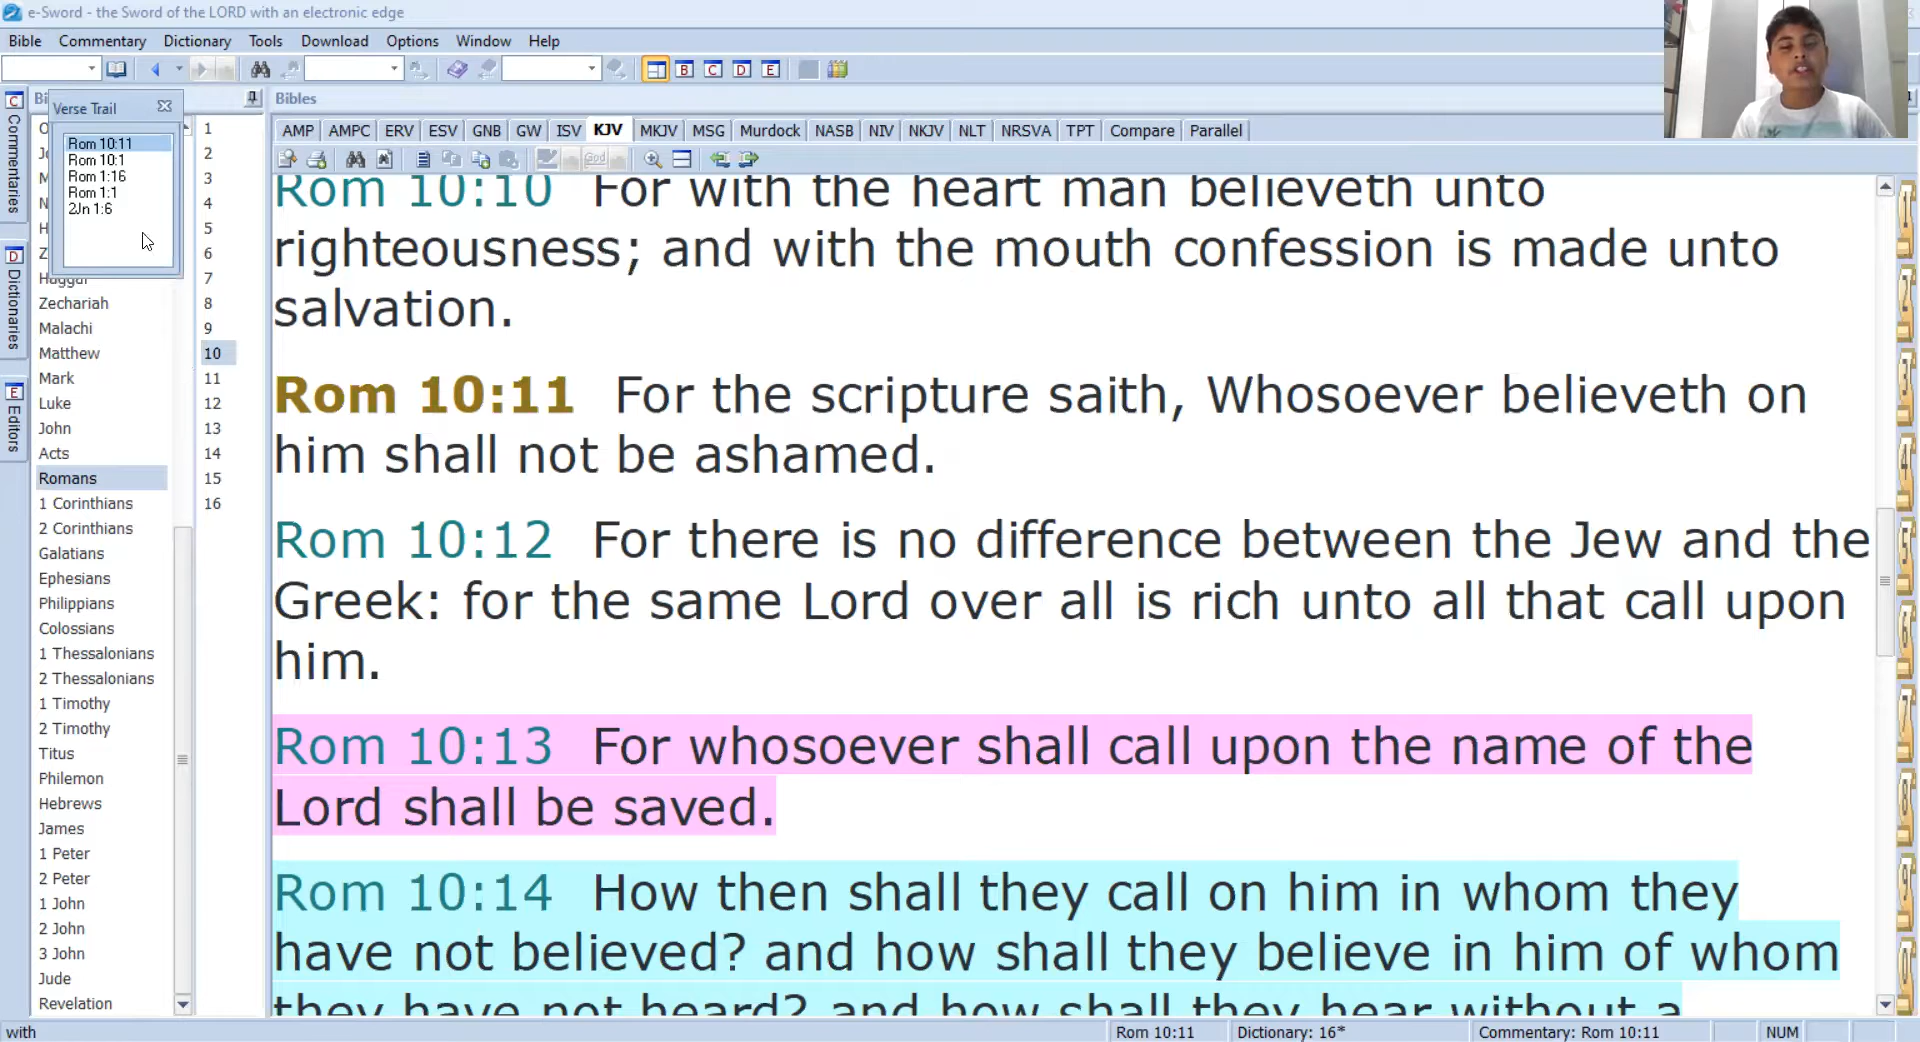 e-Sword - the Sword of the LORD with an electronic edge
Bible Commentary Dictionary Tools Download Options Window Help
B C D E
Verse Trail
Rom 10:11
Rom 10:1
Rom 1:16
Rom 1:1
2Jn 1:6
C Commentaries
D Dictionaries
E Editors
Zechariah
Malachi
Matthew
Mark
Luke
John
Acts
Romans
1 Corinthians
2 Corinthians
Galatians
Ephesians
Philippians
Colossians
1 Thessalonians
2 Thessalonians
1 Timothy
2 Timothy
Titus
Philemon
Hebrews
James
1 Peter
2 Peter
1 John
2 John
3 John
Jude
Revelation
1
2
3
4
5
6
7
8
9
10
11
12
13
14
15
16
Bibles
AMP AMPC ERV ESV GNB GW ISV KJV MKJV MSG Murdock NASB NIV NKJV NLT NRSVA TPT Compare Parallel
God
Rom 10:10 For with the heart man believeth unto
righteousness; and with the mouth confession is made unto
salvation.
Rom 10:11 For the scripture saith, Whosoever believeth on
him shall not be ashamed.
Rom 10:12 For there is no difference between the Jew and the
Greek: for the same Lord over all is rich unto all that call upon
him.
Rom 10:13 For whosoever shall call upon the name of the
Lord shall be saved.
Rom 10:14 How then shall they call on him in whom they
have not believed? and how shall they believe in him of whom
they have not heard? and how shall they hear without a
with Rom 10:11 Dictionary: 16* Commentary: Rom 10:11 NUM